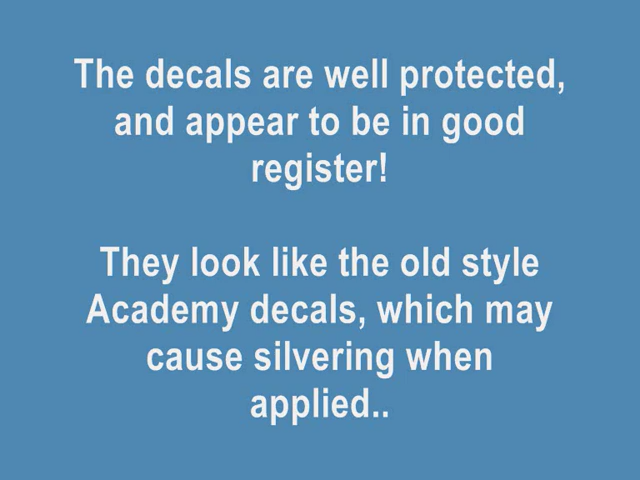 The decals are well protected,
and appear to be in good
register!
They look like the old style
Academy decals, which may
cause silvering when
applied..